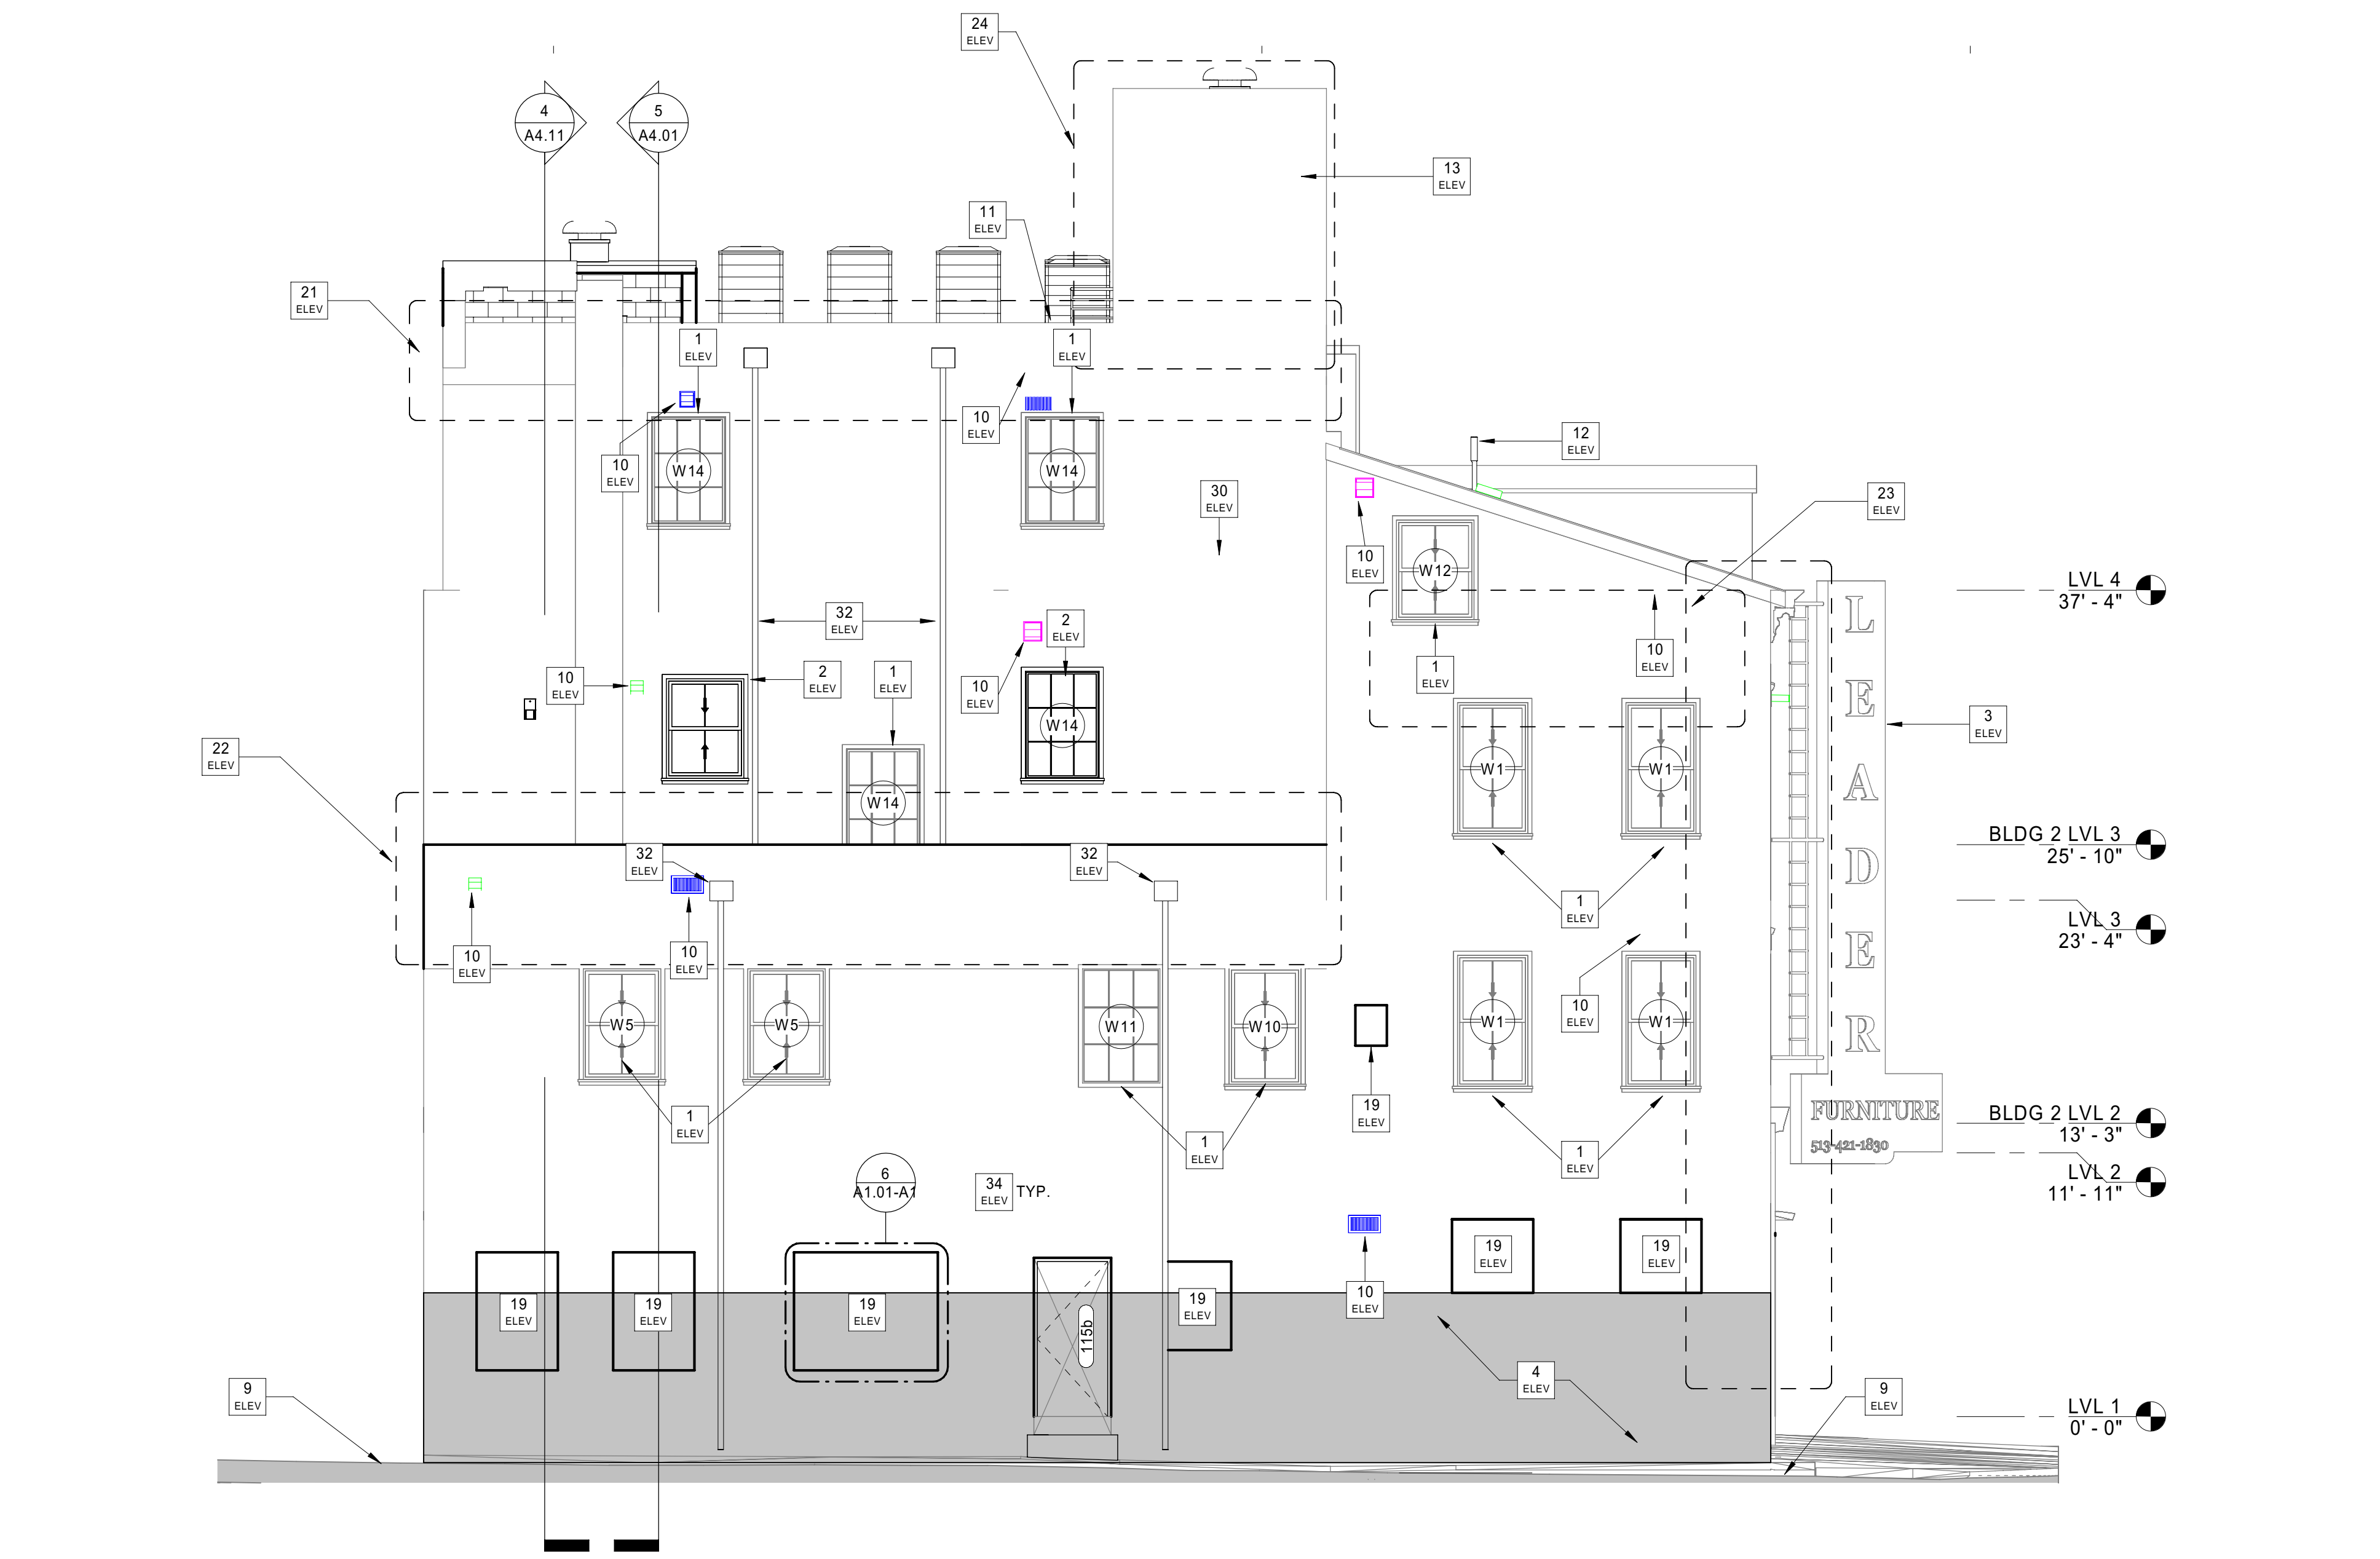 24
ELEV
4
A4.11
5
A4.01
13
ELEV
11
ELEV
21
ELEV
1
ELEV
1
ELEV
10
ELEV
10
ELEV
12
ELEV
W14
W14
30
ELEV
23
ELEV
10
ELEV
W12
LVL 4
37' - 4"
32
ELEV
2
ELEV
10
ELEV
1
ELEV
10
ELEV
2
ELEV
1
ELEV
10
ELEV
L
E
A
D
E
R
3
ELEV
W14
22
ELEV
W14
W1
W1
BLDG 2 LVL 3
25' - 10"
32
ELEV
32
ELEV
1
ELEV
LVL 3
23' - 4"
10
ELEV
10
ELEV
10
ELEV
W5
W5
W11
W10
W1
W1
1
ELEV
1
ELEV
19
ELEV
1
ELEV
FURNITURE
513-421-1830
BLDG 2 LVL 2
13' - 3"
6
A1.01-A1
34
ELEV
TYP.
LVL 2
11' - 11"
19
ELEV
19
ELEV
19
ELEV
19
ELEV
19
ELEV
115b
19
ELEV
10
ELEV
4
ELEV
9
ELEV
9
ELEV
LVL 1
0' - 0"